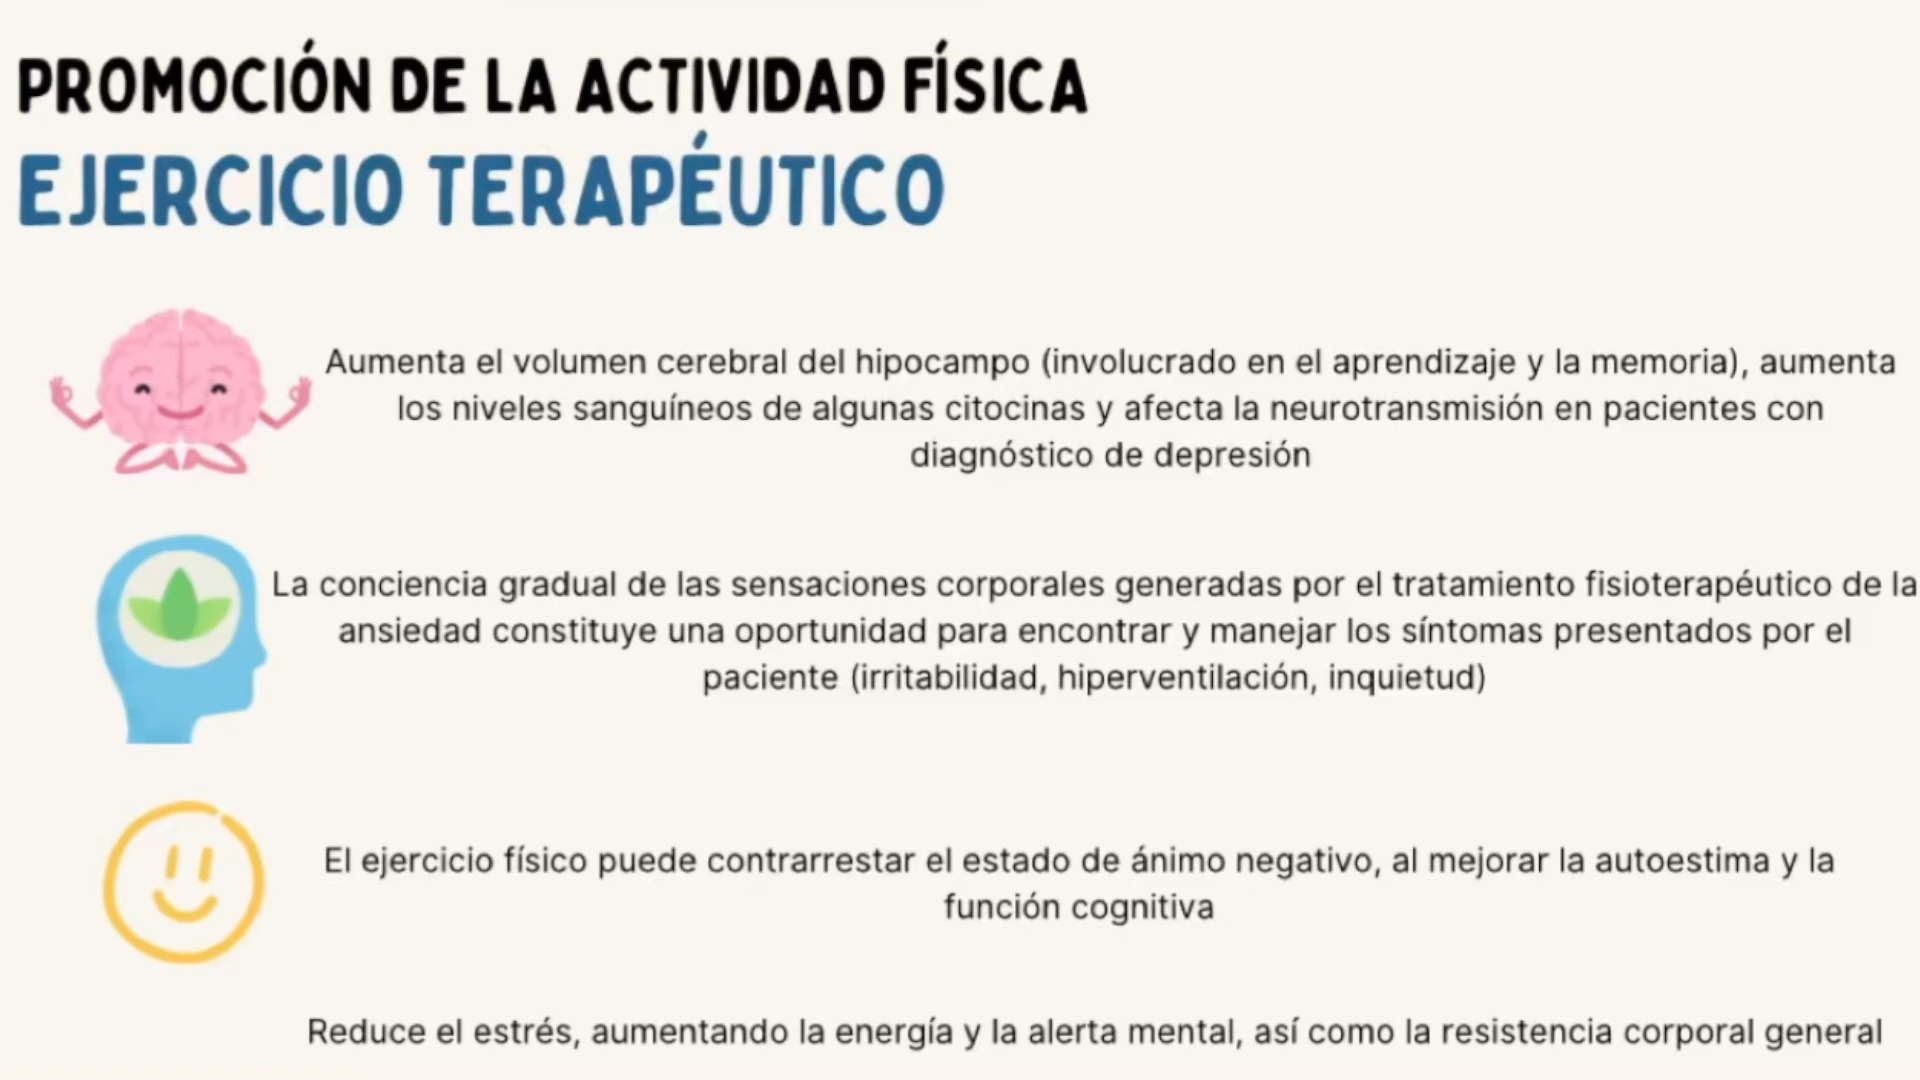 PROMOCIÓN DE LA ACTIVIDAD FÍSICA
EJERCICIO TERAPÉUTICO
Aumenta el volumen cerebral del hipocampo (involucrado en el aprendizaje y la memoria), aumenta
los niveles sanguíneos de algunas citocinas y afecta la neurotransmisión en pacientes con
diagnóstico de depresión
La conciencia gradual de las sensaciones corporales generadas por el tratamiento fisioterapéutico de la
ansiedad constituye una oportunidad para encontrar y manejar los síntomas presentados por el
paciente (irritabilidad, hiperventilación, inquietud)
El ejercicio físico puede contrarrestar el estado de ánimo negativo, al mejorar la autoestima y la
función cognitiva
Reduce el estrés, aumentando la energía y la alerta mental, así como la resistencia corporal general